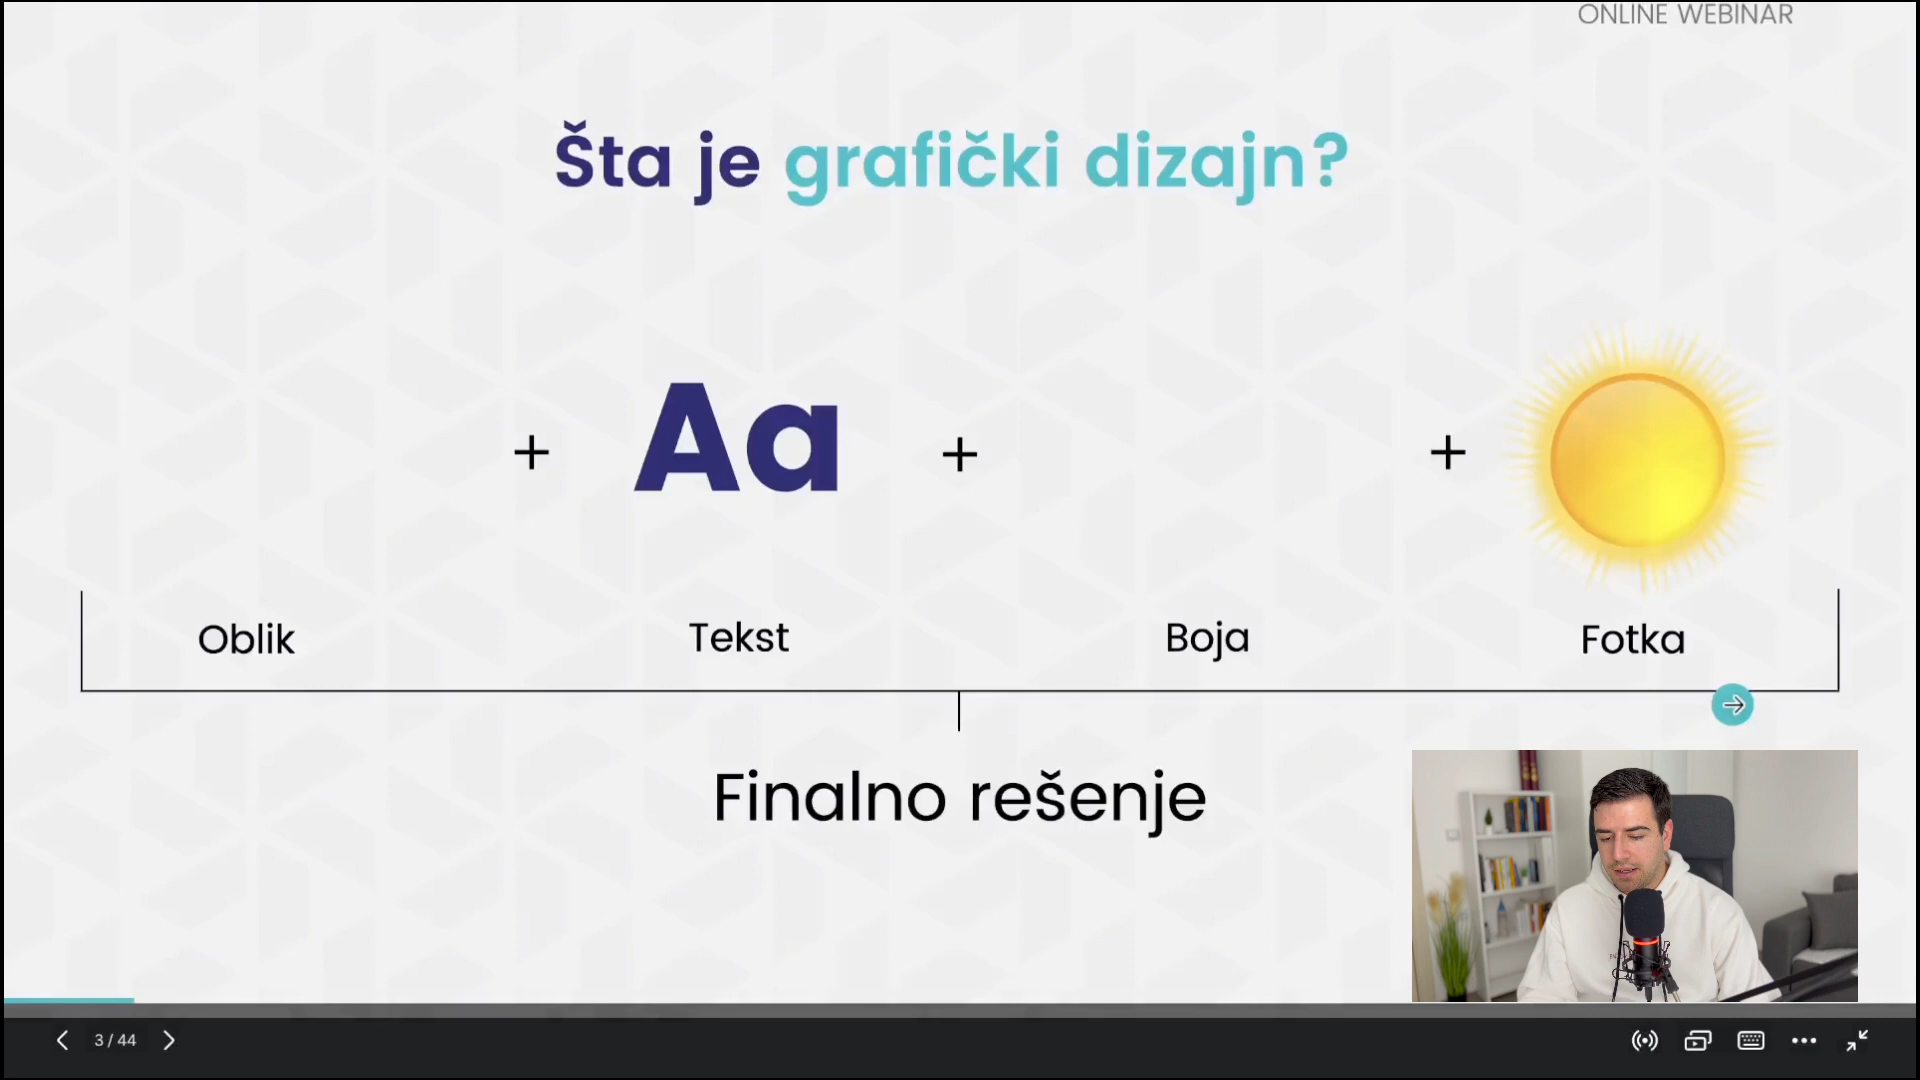 ONLINE WEBINAR
Šta je grafički dizajn?
+ Aa + +
Oblik Tekst Boja Fotka
Finalno rešenje
3 / 44